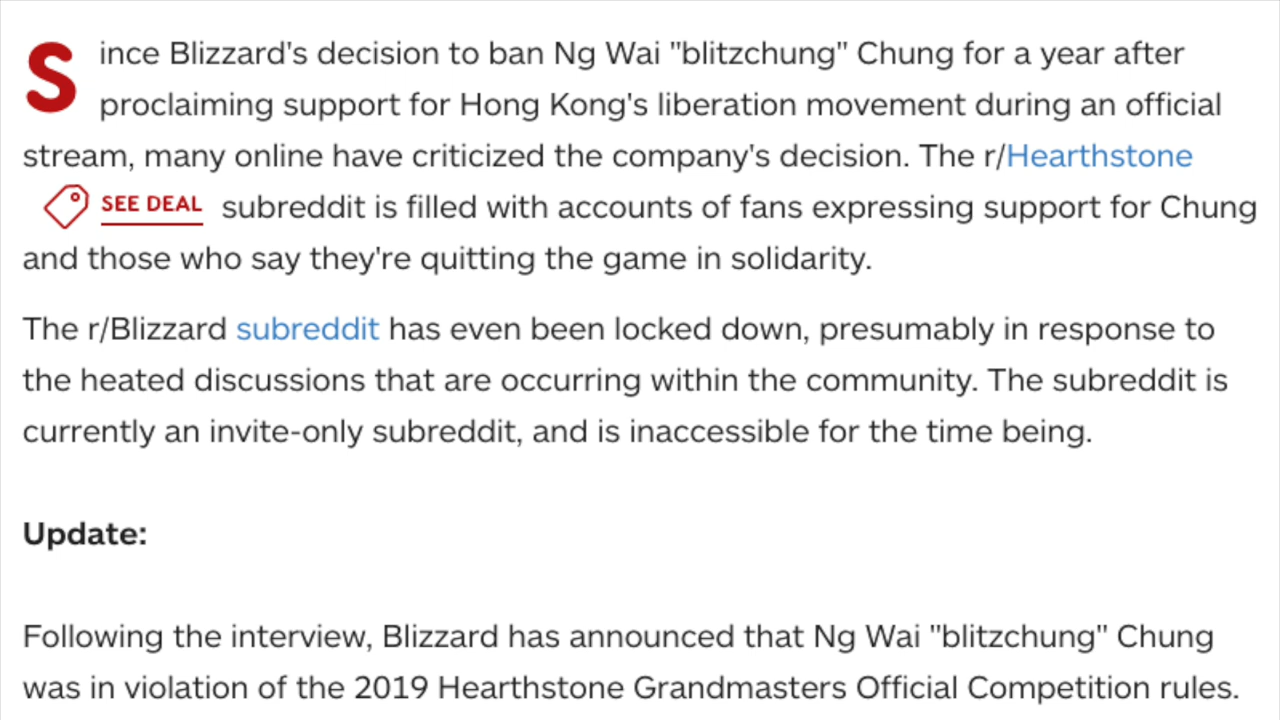 Since Blizzard's decision to ban Ng Wai "blitzchung" Chung for a year after
proclaiming support for Hong Kong's liberation movement during an official
stream, many online have criticized the company's decision. The r/Hearthstone
SEE DEAL subreddit is filled with accounts of fans expressing support for Chung
and those who say they're quitting the game in solidarity.
The r/Blizzard subreddit has even been locked down, presumably in response to
the heated discussions that are occurring within the community. The subreddit is
currently an invite-only subreddit, and is inaccessible for the time being.
Update:
Following the interview, Blizzard has announced that Ng Wai "blitzchung" Chung
was in violation of the 2019 Hearthstone Grandmasters Official Competition rules.